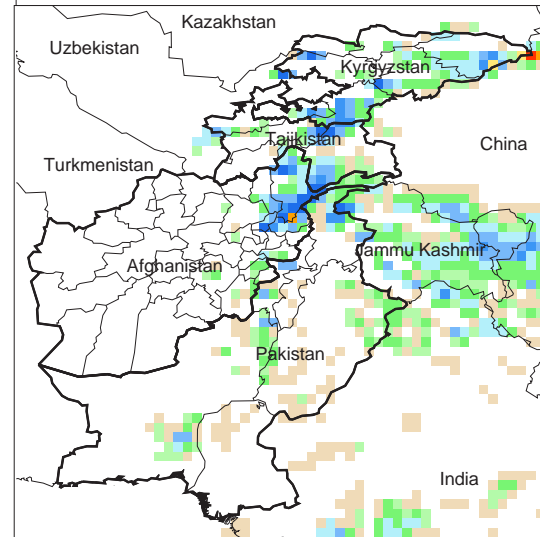 Kazakhstan
Uzbekistan
Kyrgyzstan
Tajikistan
China
Turkmenistan
Jammu Kashmir
Afghanistan
Pakistan
India